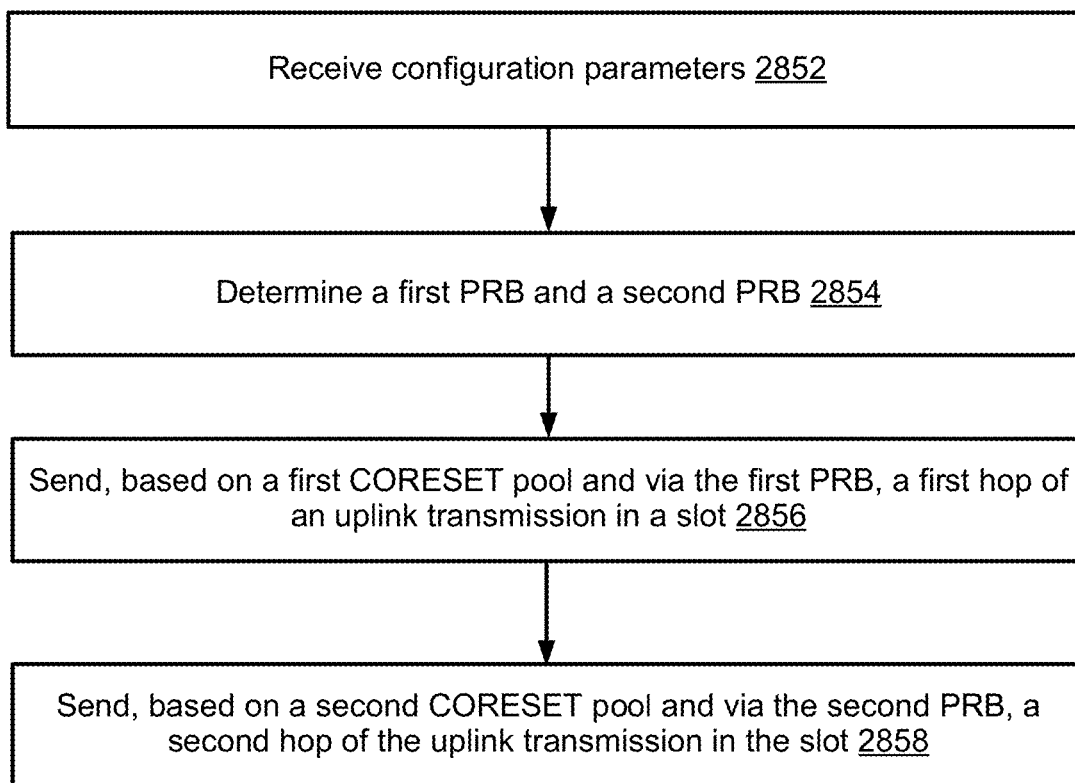 Receive configuration parameters 2852
Determine a first PRB and a second PRB 2854
Send, based on a first CORESET pool and via the first PRB, a first hop of
an uplink transmission in a slot 2856
Send, based on a second CORESET pool and via the second PRB, a
second hop of the uplink transmission in the slot 2858